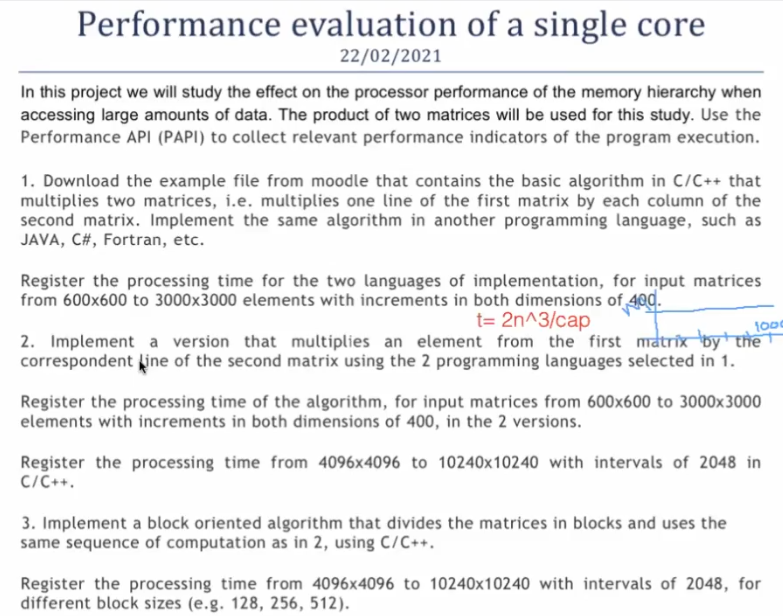 Performance evaluation of a single core
22/02/2021
In this project we will study the effect on the processor performance of the memory hierarchy when
accessing large amounts of data. The product of two matrices will be used for this study. Use the
Performance API (PAPI) to collect relevant performance indicators of the program execution.
1. Download the example file from moodle that contains the basic algorithm in C/C++ that
multiplies two matrices, i.e. multiplies one line of the first matrix by each column of the
second matrix. Implement the same algorithm in another programming language, such as
JAVA, C#, Fortran, etc.
Register the processing time for the two languages of implementation, for input matrices
from 600x600 to 3000x3000 elements with increments in both dimensions of 400.
t= 2n^3/cap
1000
2. Implement a version that multiplies an element from the first matrix by the
correspondent line of the second matrix using the 2 programming languages selected in 1.
Register the processing time of the algorithm, for input matrices from 600x600 to 3000x3000
elements with increments in both dimensions of 400, in the 2 versions.
Register the processing time from 4096x4096 to 10240x10240 with intervals of 2048 in
C/C++.
3. Implement a block oriented algorithm that divides the matrices in blocks and uses the
same sequence of computation as in 2, using C/C++.
Register the processing time from 4096x4096 to 10240x10240 with intervals of 2048, for
different block sizes (e.g. 128, 256, 512).